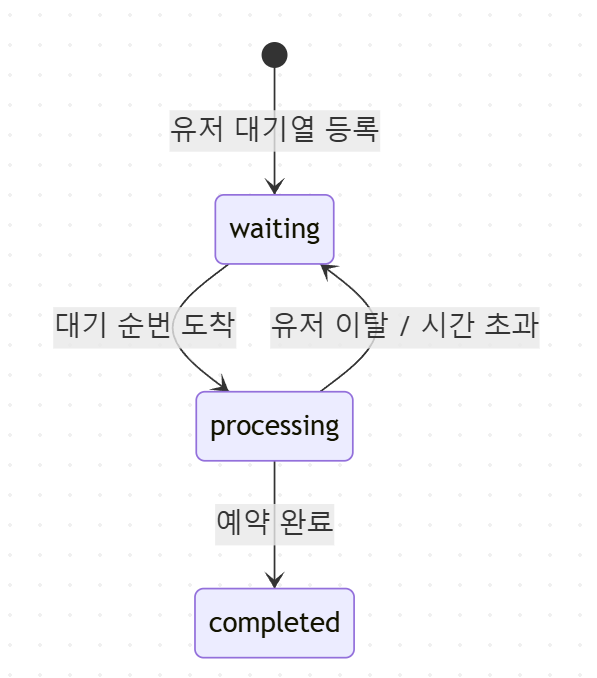 유저 대기열 등록
waiting
대기 순번 도착
유저 이탈 / 시간 초과
processing
예약 완료
completed